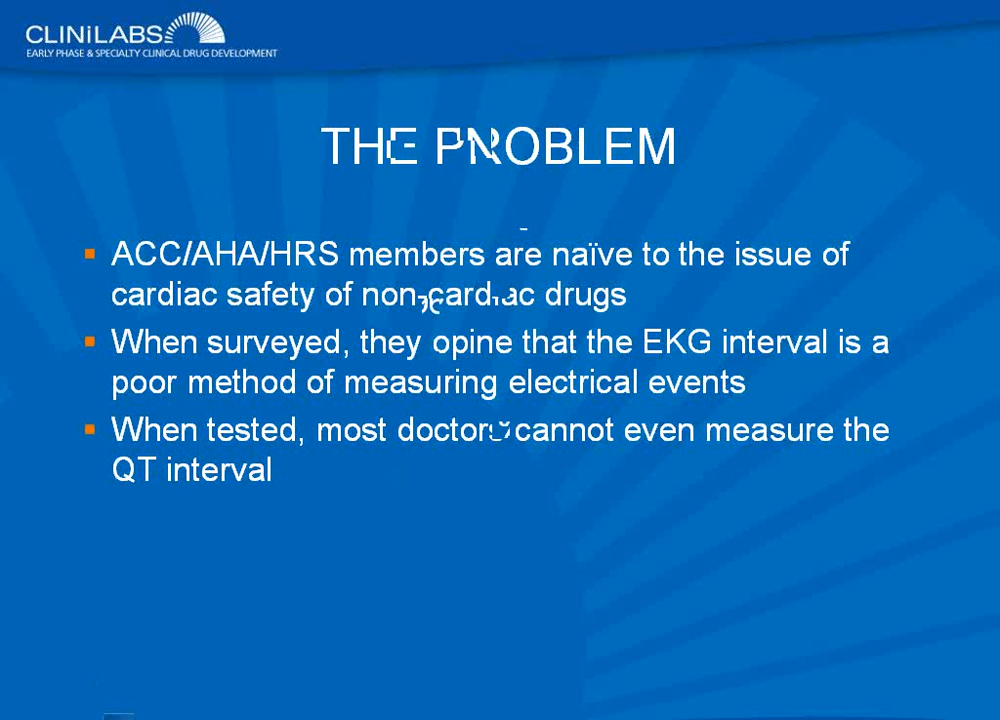 CLINiLABS
EARLY PHASE & SPECIALTY CLINICAL DRUG DEVELOPMENT
THE PROBLEM
ACC/AHA/HRS members are naïve to the issue of
cardiac safety of non-cardiac drugs
When surveyed, they opine that the EKG interval is a
poor method of measuring electrical events
When tested, most doctors cannot even measure the
QT interval